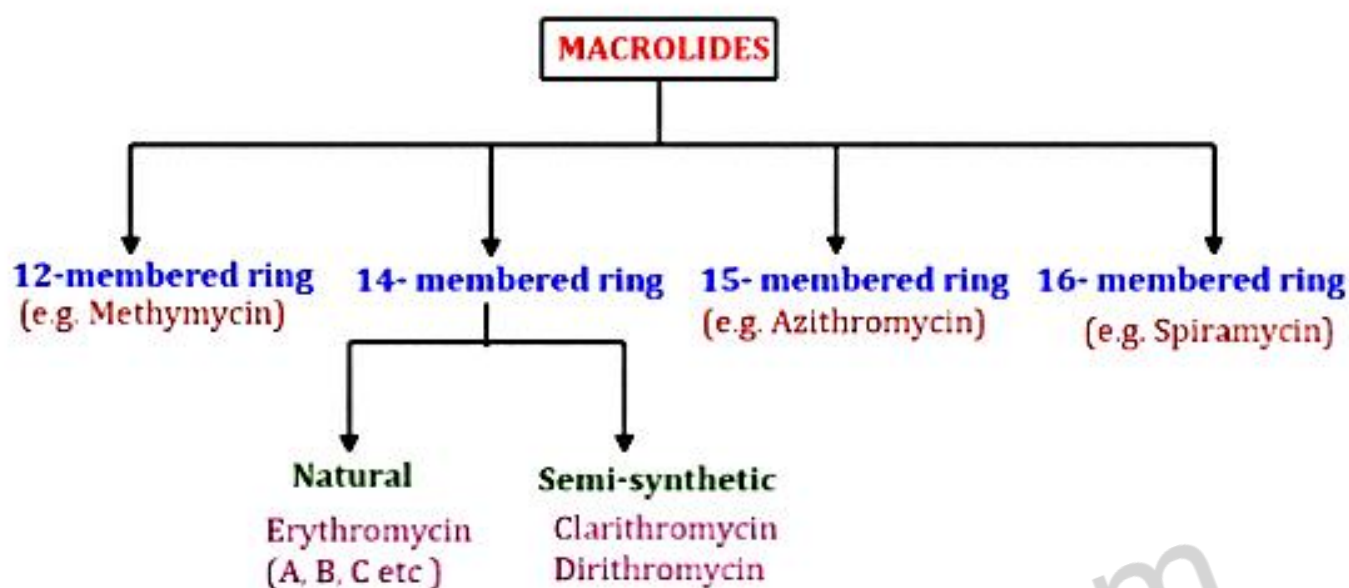 MACROLIDES
12-membered ring
(e.g. Methymycin)
14- membered ring
15- membered ring
(e.g. Azithromycin)
16- membered ring
(e.g. Spiramycin)
Natural
Erythromycin
(A, B, C etc )
Semi-synthetic
Clarithromycin
Dirithromycin